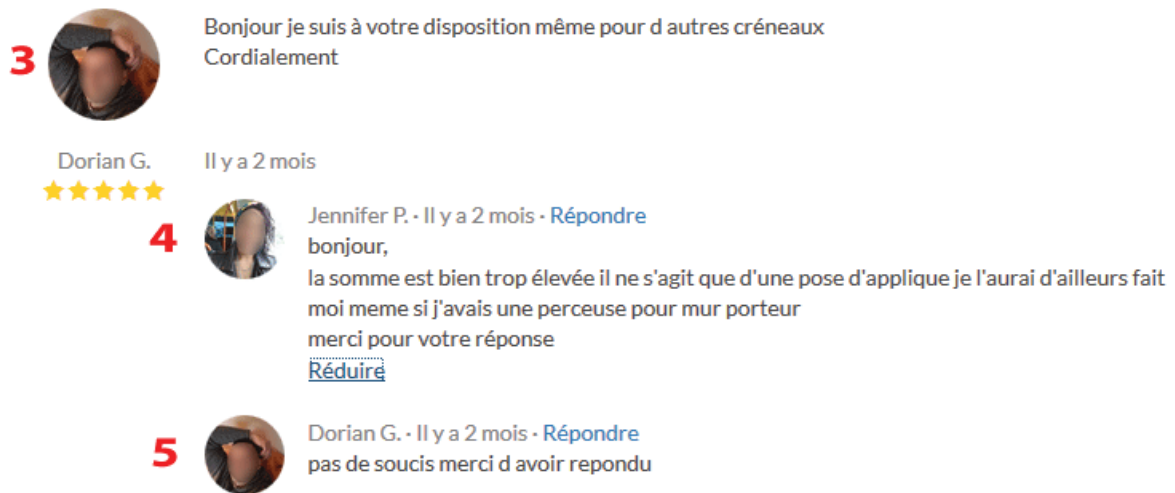 Bonjour je suis à votre disposition même pour d autres créneaux
3
Cordialement
Dorian G.
Il y a 2 mois
4
Jennifer P. · Il y a 2 mois · Répondre
bonjour,
la somme est bien trop élevée il ne s'agit que d'une pose d'applique je l'aurai d'ailleurs fait
moi meme si j'avais une perceuse pour mur porteur
merci pour votre réponse
Réduire
5
Dorian G. · Il y a 2 mois · Répondre
pas de soucis merci d avoir repondu